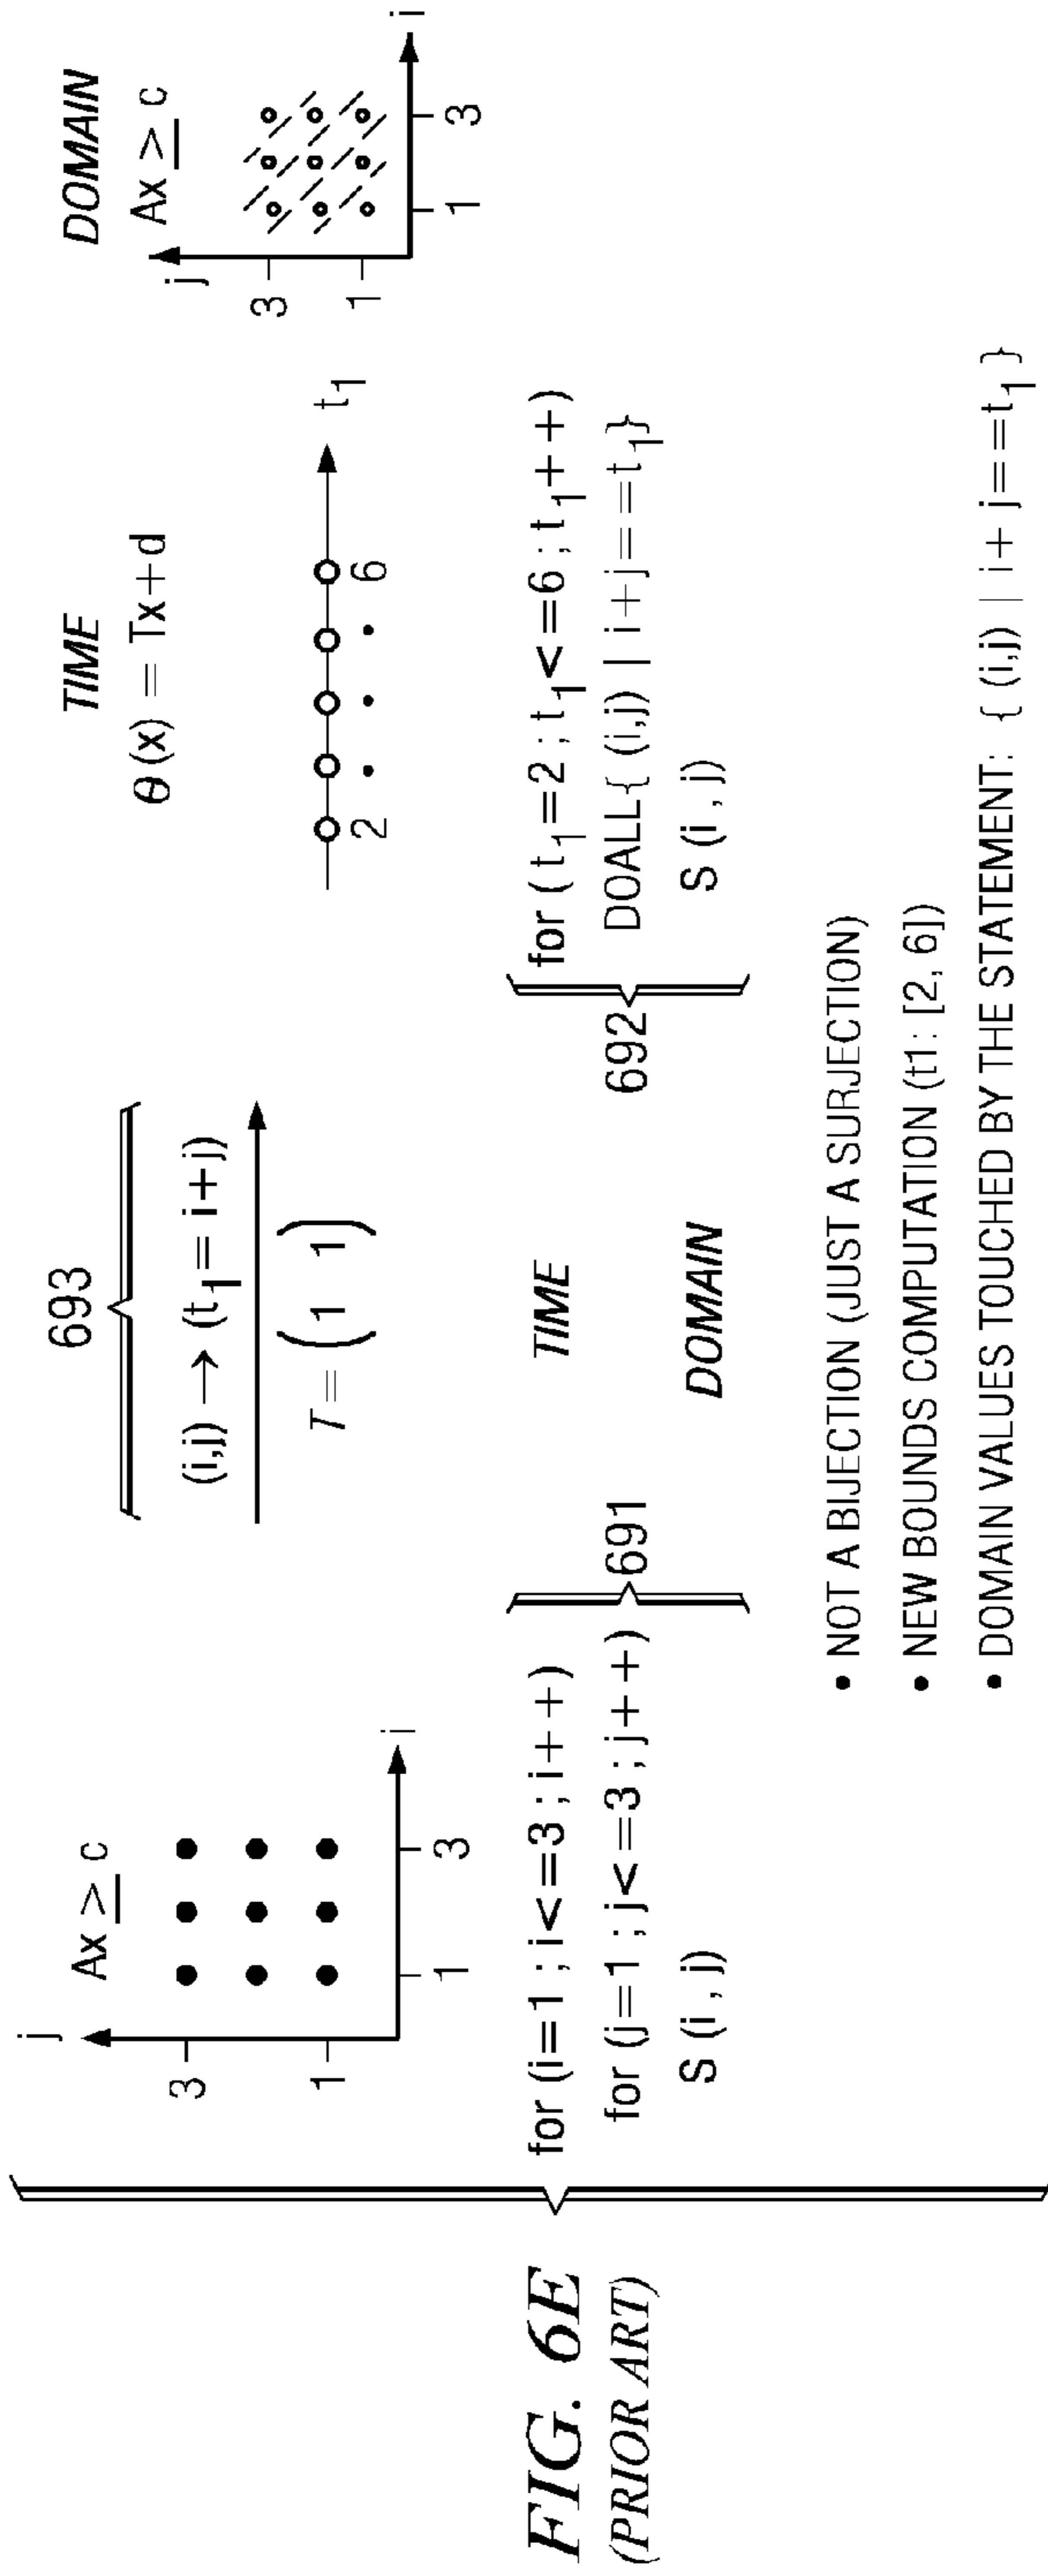 FIG. 6E
(PRIOR ART)
Ax ≥ c
j
3
1
1
3
i
693
(i,j) → (t1 = i+j)
T = ( 1 1 )
TIME
θ (x) = Tx+d
2 . . . 6
t1
DOMAIN
Ax ≥ c
j
3
1
1
3
i
for (i=1 ; i<=3 ; i++)
for (j=1 ; j<=3 ; j++)
S (i , j)
691
TIME
DOMAIN
692
for ( t1=2 ; t1<=6 ; t1++)
DOALL{ (i,j) | i+j==t1}
S (i , j)
• NOT A BIJECTION (JUST A SURJECTION)
• NEW BOUNDS COMPUTATION (t1: [2, 6])
• DOMAIN VALUES TOUCHED BY THE STATEMENT: { (i,j) | i+ j==t1 }